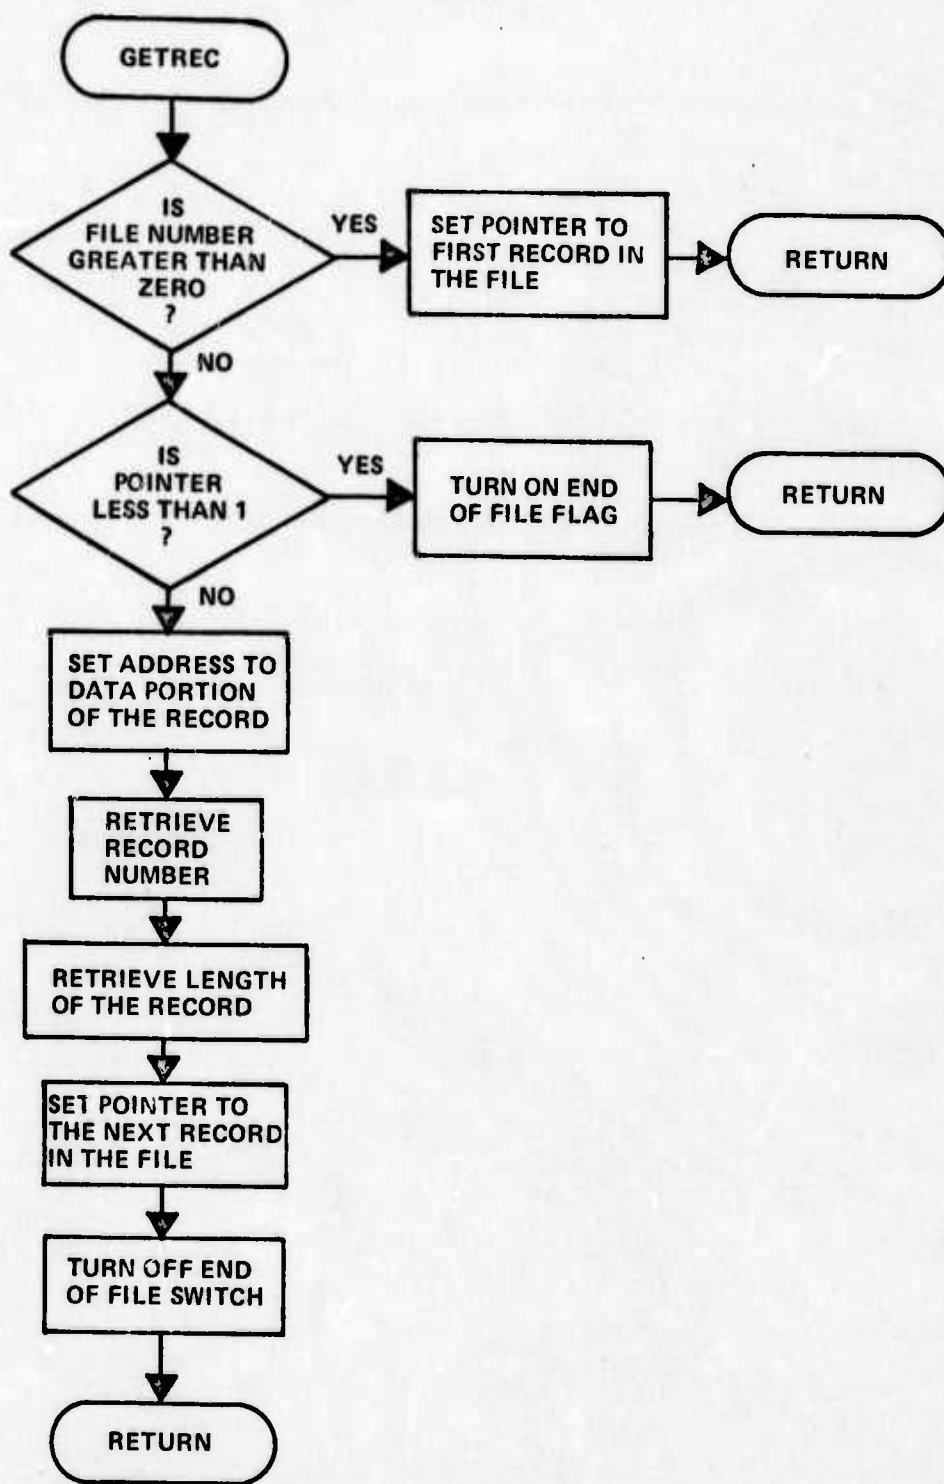 GETREC
IS
FILE NUMBER
GREATER THAN
ZERO
?
YES
SET POINTER TO
FIRST RECORD IN
THE FILE
RETURN
NO
IS
POINTER
LESS THAN 1
?
YES
TURN ON END
OF FILE FLAG
RETURN
NO
SET ADDRESS TO
DATA PORTION
OF THE RECORD
RETRIEVE
RECORD
NUMBER
RETRIEVE LENGTH
OF THE RECORD
SET POINTER TO
THE NEXT RECORD
IN THE FILE
TURN OFF END
OF FILE SWITCH
RETURN